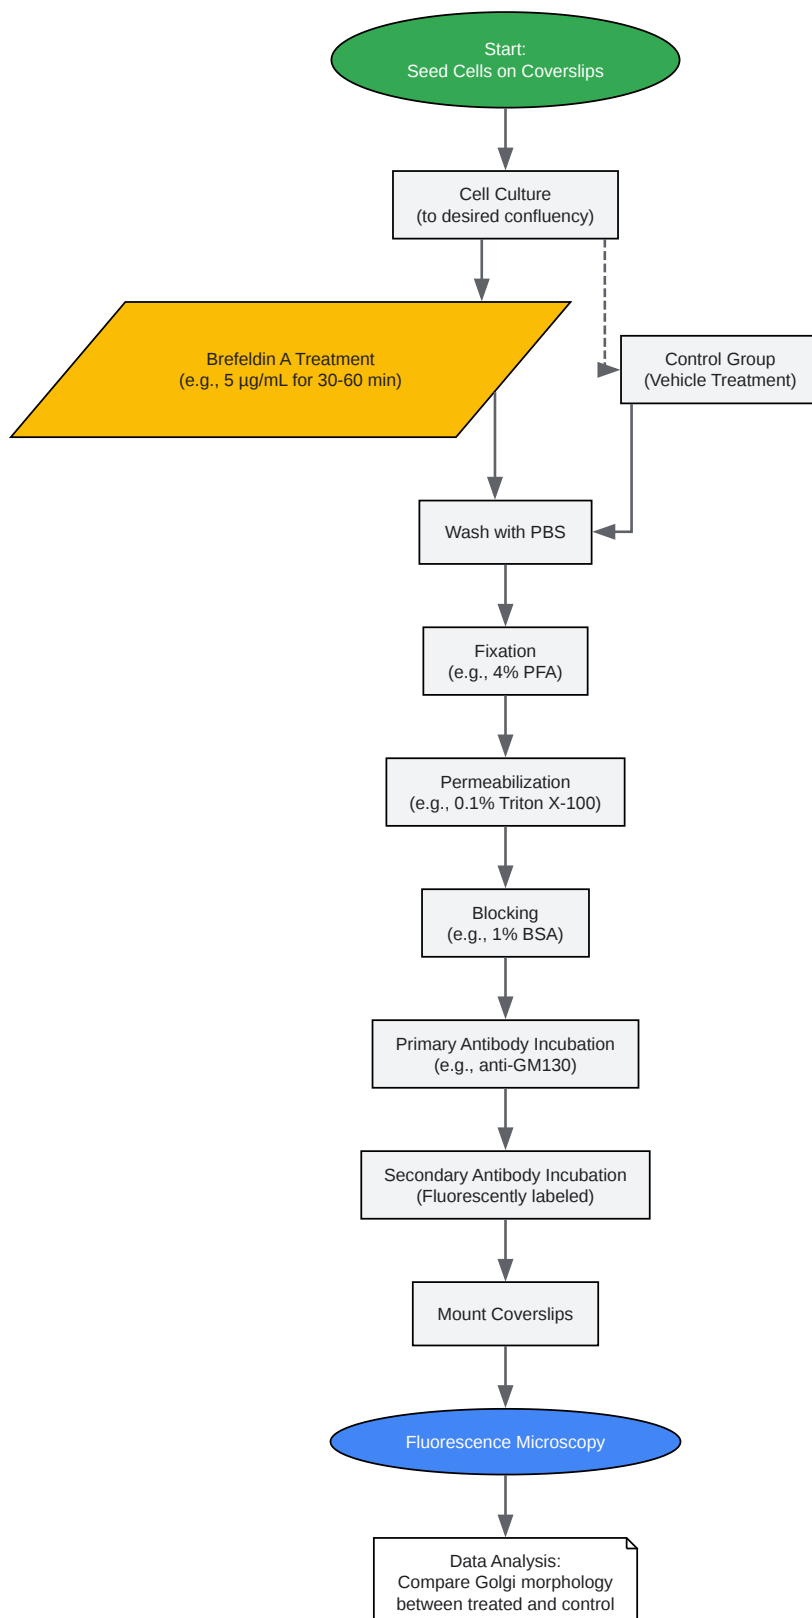 Start:
Seed Cells on Coverslips
Cell Culture
(to desired confluency)
Brefeldin A Treatment
(e.g., 5 µg/mL for 30-60 min)
Control Group
(Vehicle Treatment)
Wash with PBS
Fixation
(e.g., 4% PFA)
Permeabilization
(e.g., 0.1% Triton X-100)
Blocking
(e.g., 1% BSA)
Primary Antibody Incubation
(e.g., anti-GM130)
Secondary Antibody Incubation
(Fluorescently labeled)
Mount Coverslips
Fluorescence Microscopy
Data Analysis:
Compare Golgi morphology
between treated and control